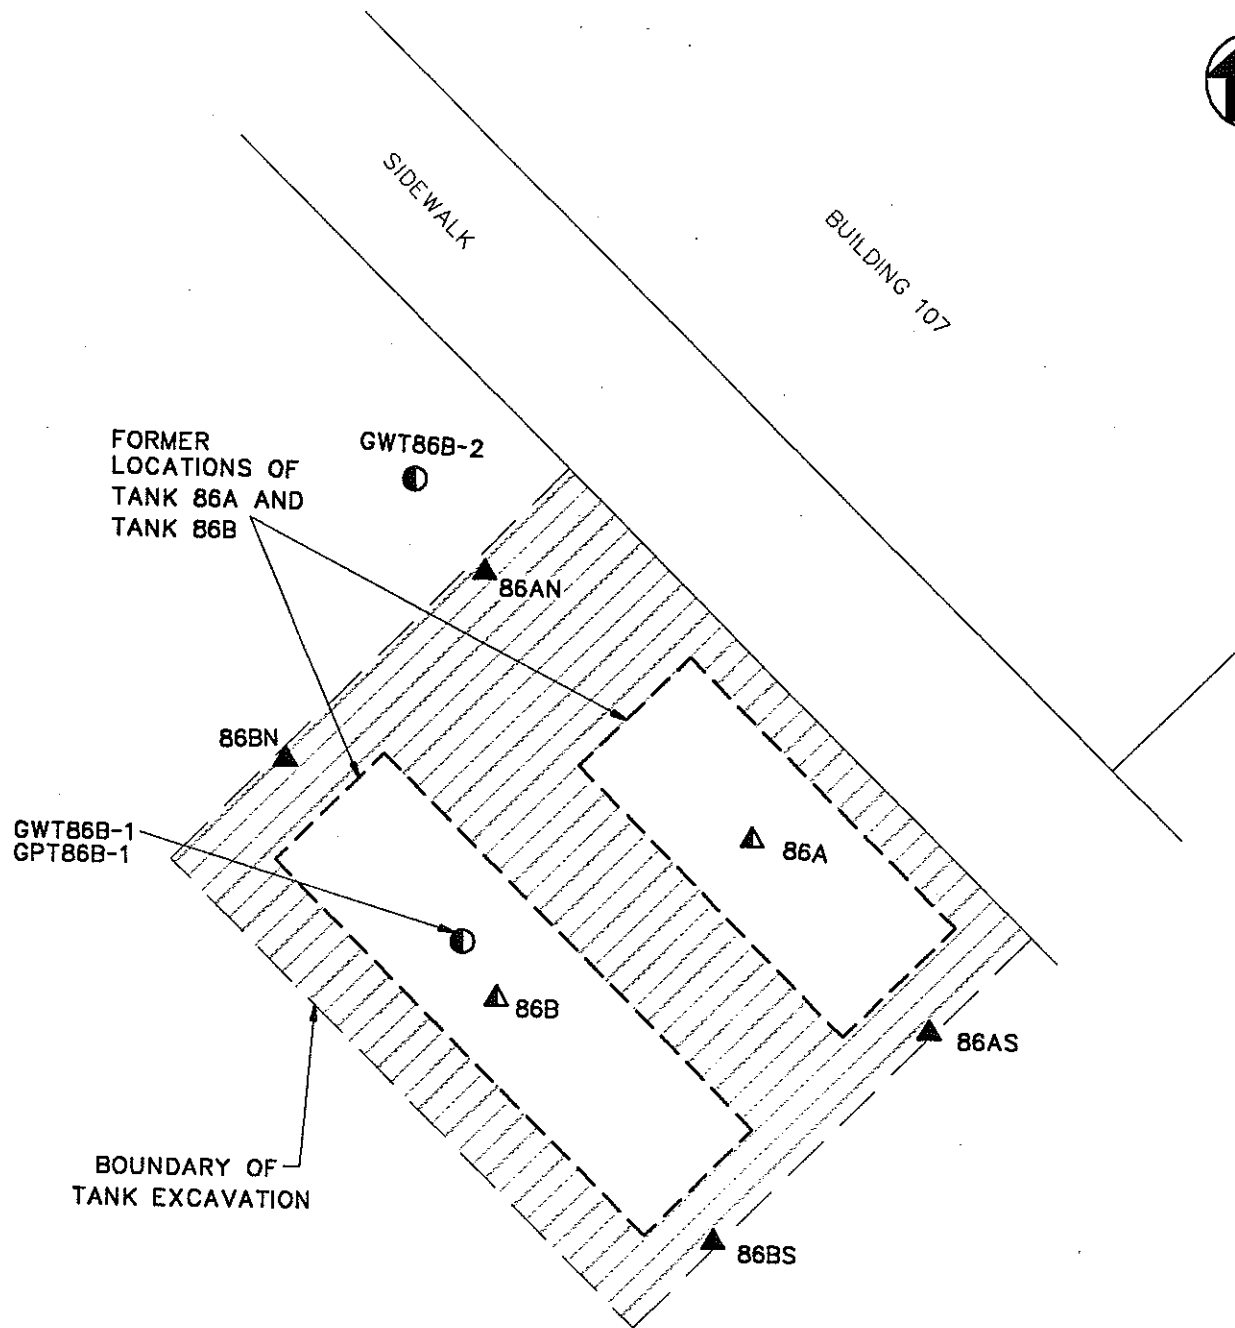 SIDEWALK
BUILDING 107
FORMER
LOCATIONS OF
TANK 86A AND
TANK 86B
GWT86B-2
86AN
86BN
GWT86B-1
GPT86B-1
86A
86B
86AS
BOUNDARY OF
TANK EXCAVATION
86BS